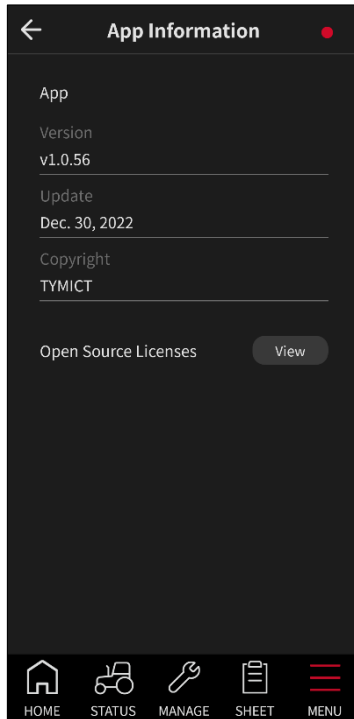 App Information
App
Version
v1.0.56
Update
Dec. 30, 2022
Copyright
TYMICT
Open Source Licenses View
HOME STATUS MANAGE SHEET MENU